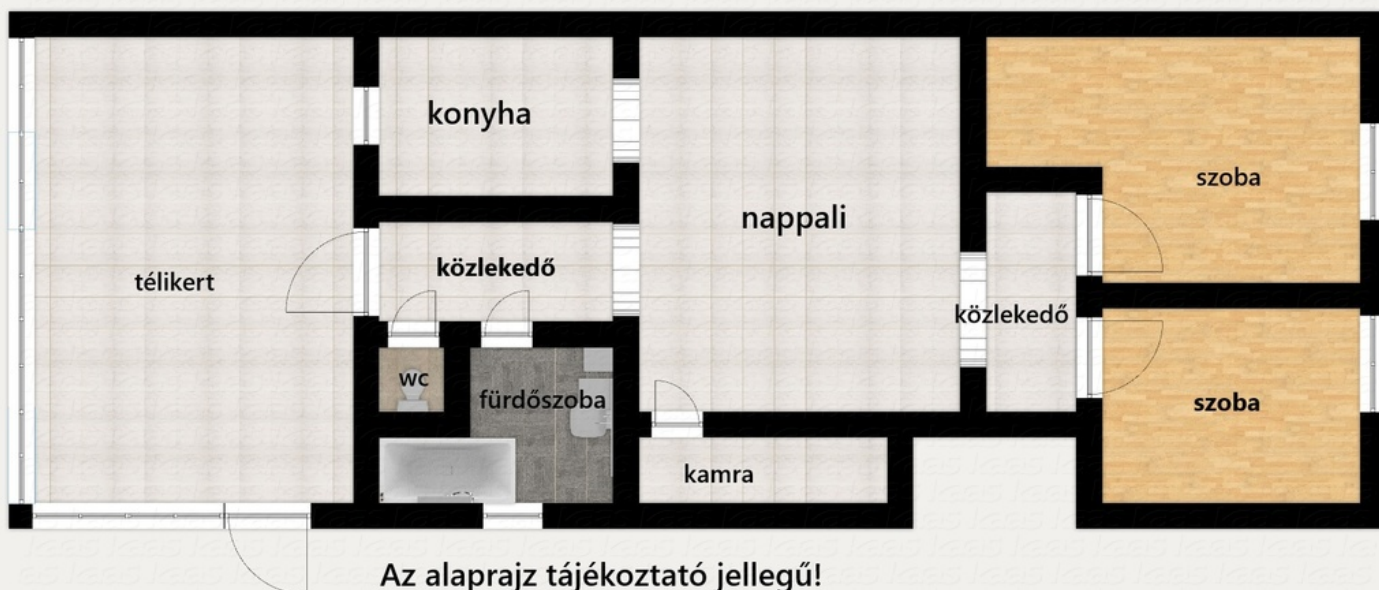 konyha
szoba
nappali
közlekedő
télikert
közlekedő
wc
fürdőszoba
szoba
kamra
Az alaprajz tájékoztató jellegű!